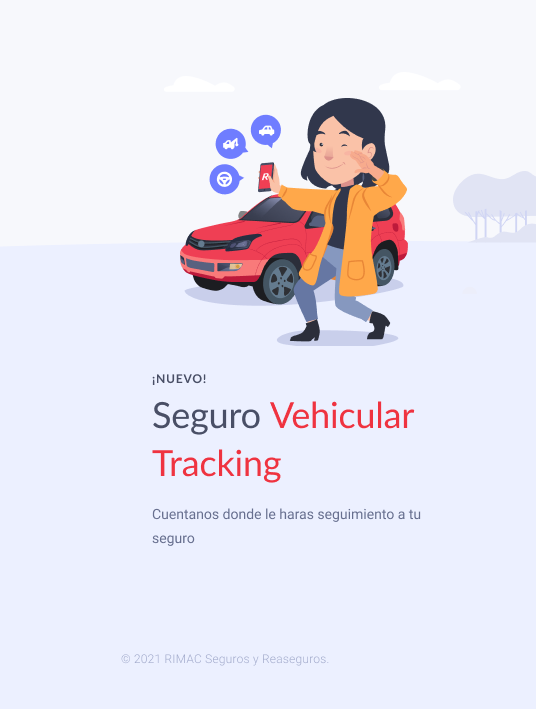 R
¡NUEVO!
Seguro Vehicular
Tracking
Cuentanos donde le haras seguimiento a tu
seguro
© 2021 RIMAC Seguros y Reaseguros.